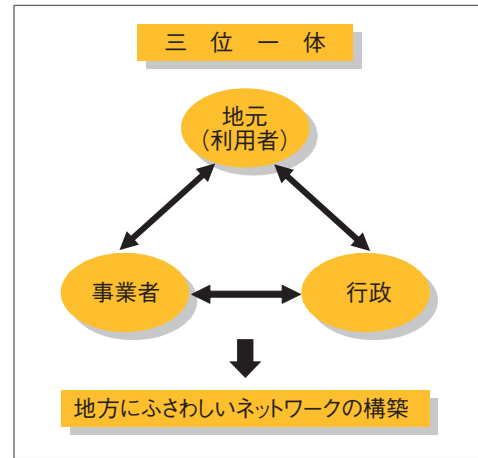 三位一体
地元
（利用者）
事業者
行政
地方にふさわしいネットワークの構築